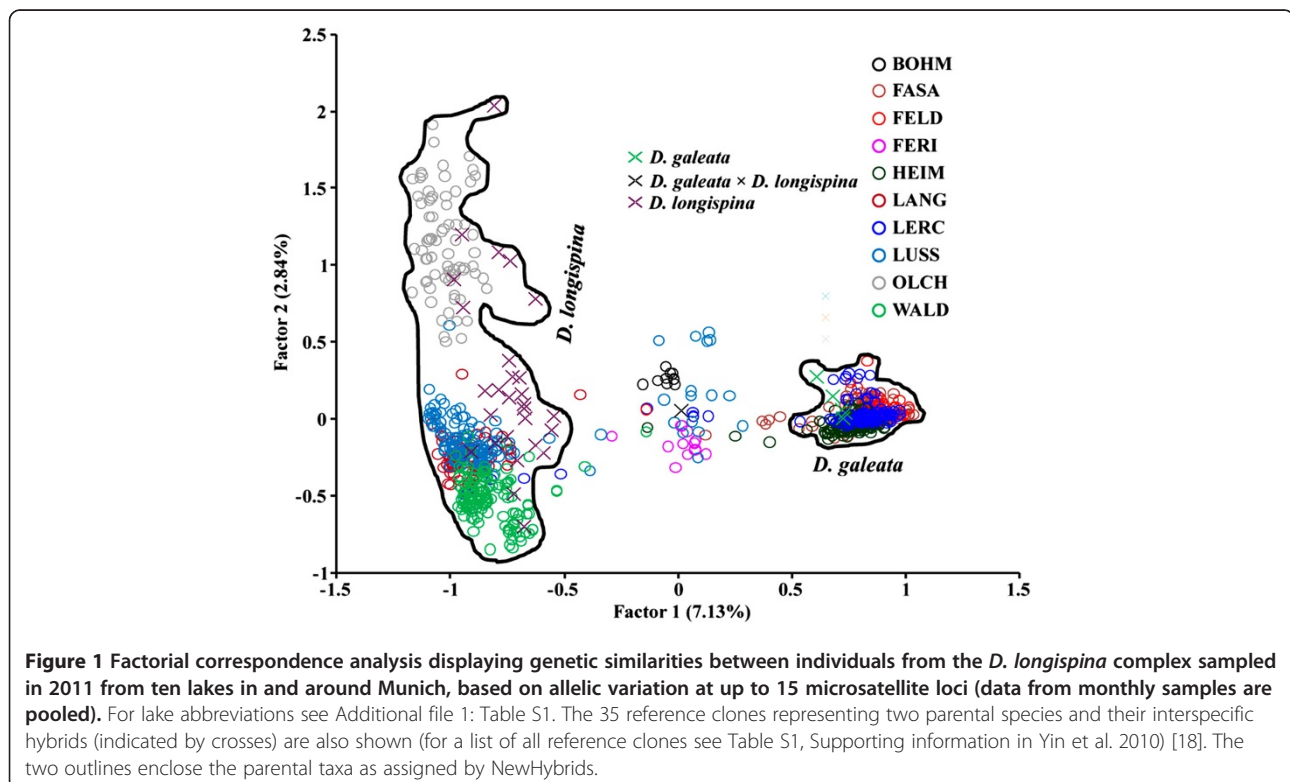 2.5
2
1.5
1
0.5
0
-0.5
-1
-1.5
-1
-0.5
0
0.5
1
1.5
Factor 2 (2.84%)
Factor 1 (7.13%)
D. longispina
D. galeata
D. galeata
D. galeata × D. longispina
D. longispina
BOHM
FASA
FELD
FERI
HEIM
LANG
LERC
LUSS
OLCH
WALD
Figure 1 Factorial correspondence analysis displaying genetic similarities between individuals from the D. longispina complex sampled
in 2011 from ten lakes in and around Munich, based on allelic variation at up to 15 microsatellite loci (data from monthly samples are
pooled). For lake abbreviations see Additional file 1: Table S1. The 35 reference clones representing two parental species and their interspecific
hybrids (indicated by crosses) are also shown (for a list of all reference clones see Table S1, Supporting information in Yin et al. 2010) [18]. The
two outlines enclose the parental taxa as assigned by NewHybrids.